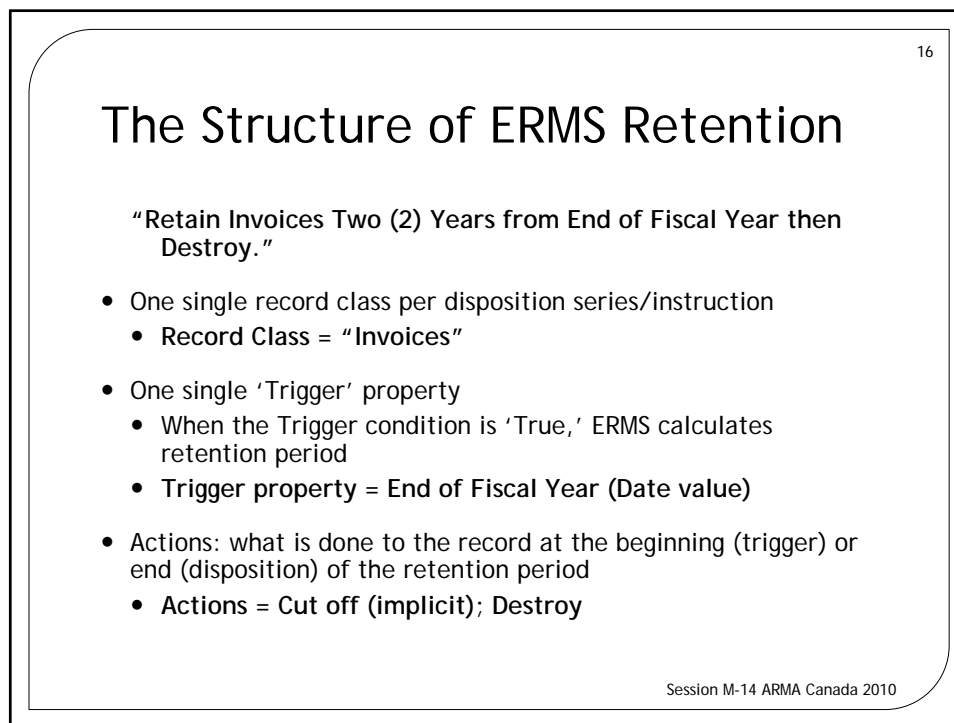 16
The Structure of ERMS Retention
“Retain Invoices Two (2) Years from End of Fiscal Year then
Destroy.”
• One single record class per disposition series/instruction
• Record Class = “Invoices”
• One single ‘Trigger’ property
• When the Trigger condition is ‘True,’ ERMS calculates
retention period
• Trigger property = End of Fiscal Year (Date value)
• Actions: what is done to the record at the beginning (trigger) or
end (disposition) of the retention period
• Actions = Cut off (implicit); Destroy
Session M-14 ARMA Canada 2010